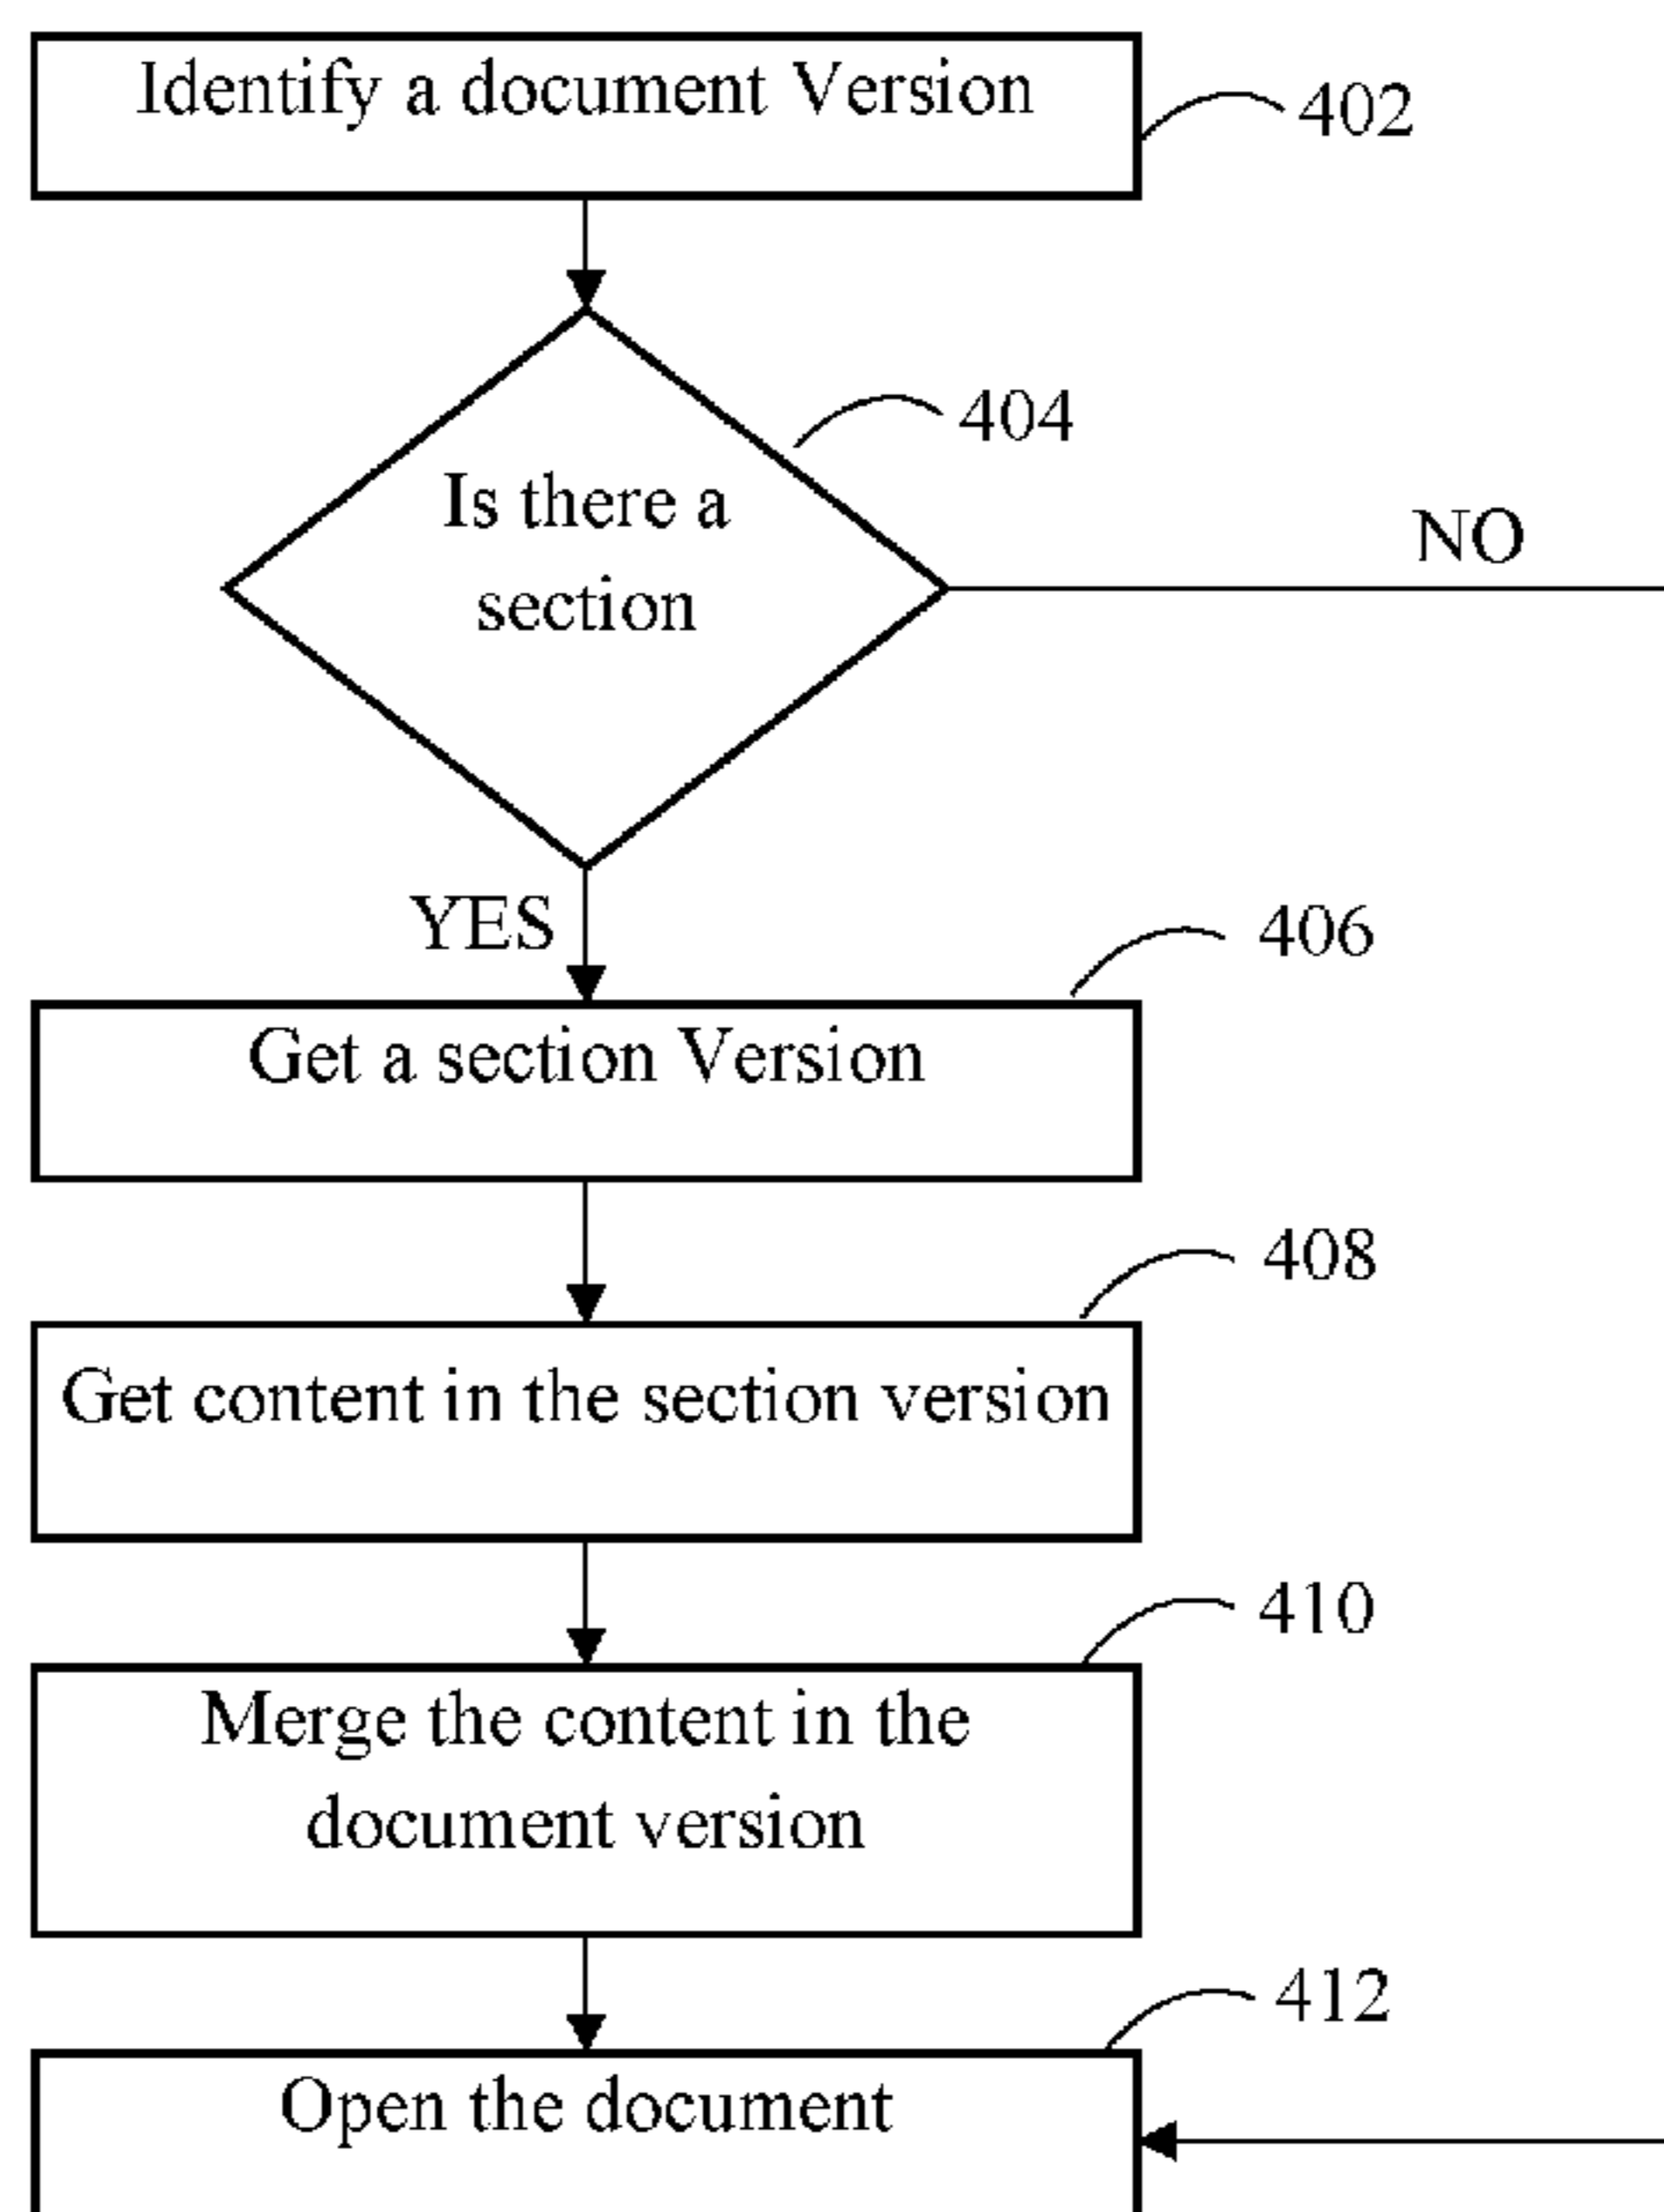 Identify a document Version
402
404
Is there a
section
NO
YES
406
Get a section Version
408
Get content in the section version
410
Merge the content in the
document version
412
Open the document